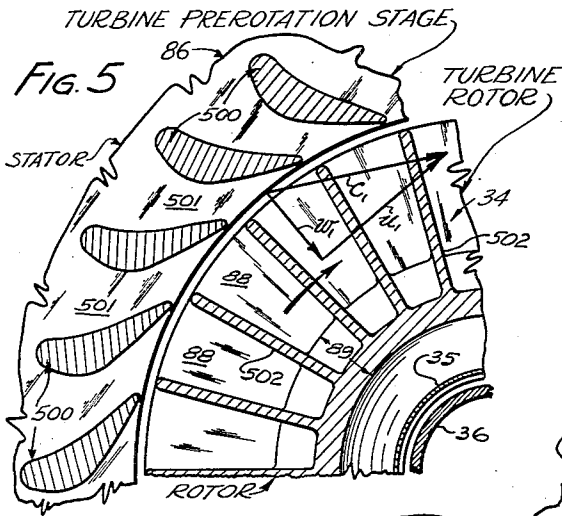 TURBINE PREROTATION STAGE
86
FIG. 5
TURBINE
ROTOR
500
STATOR
501
C₁
34
W₁
U₁
502
88
501
88
89
502
35
500
36
ROTOR